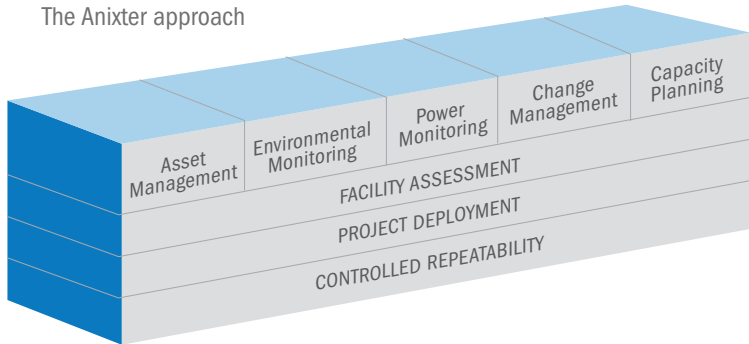 The Anixter approach
Asset
Management
Environmental
Monitoring
Power
Monitoring
Change
Management
Capacity
Planning
FACILITY ASSESSMENT
PROJECT DEPLOYMENT
CONTROLLED REPEATABILITY